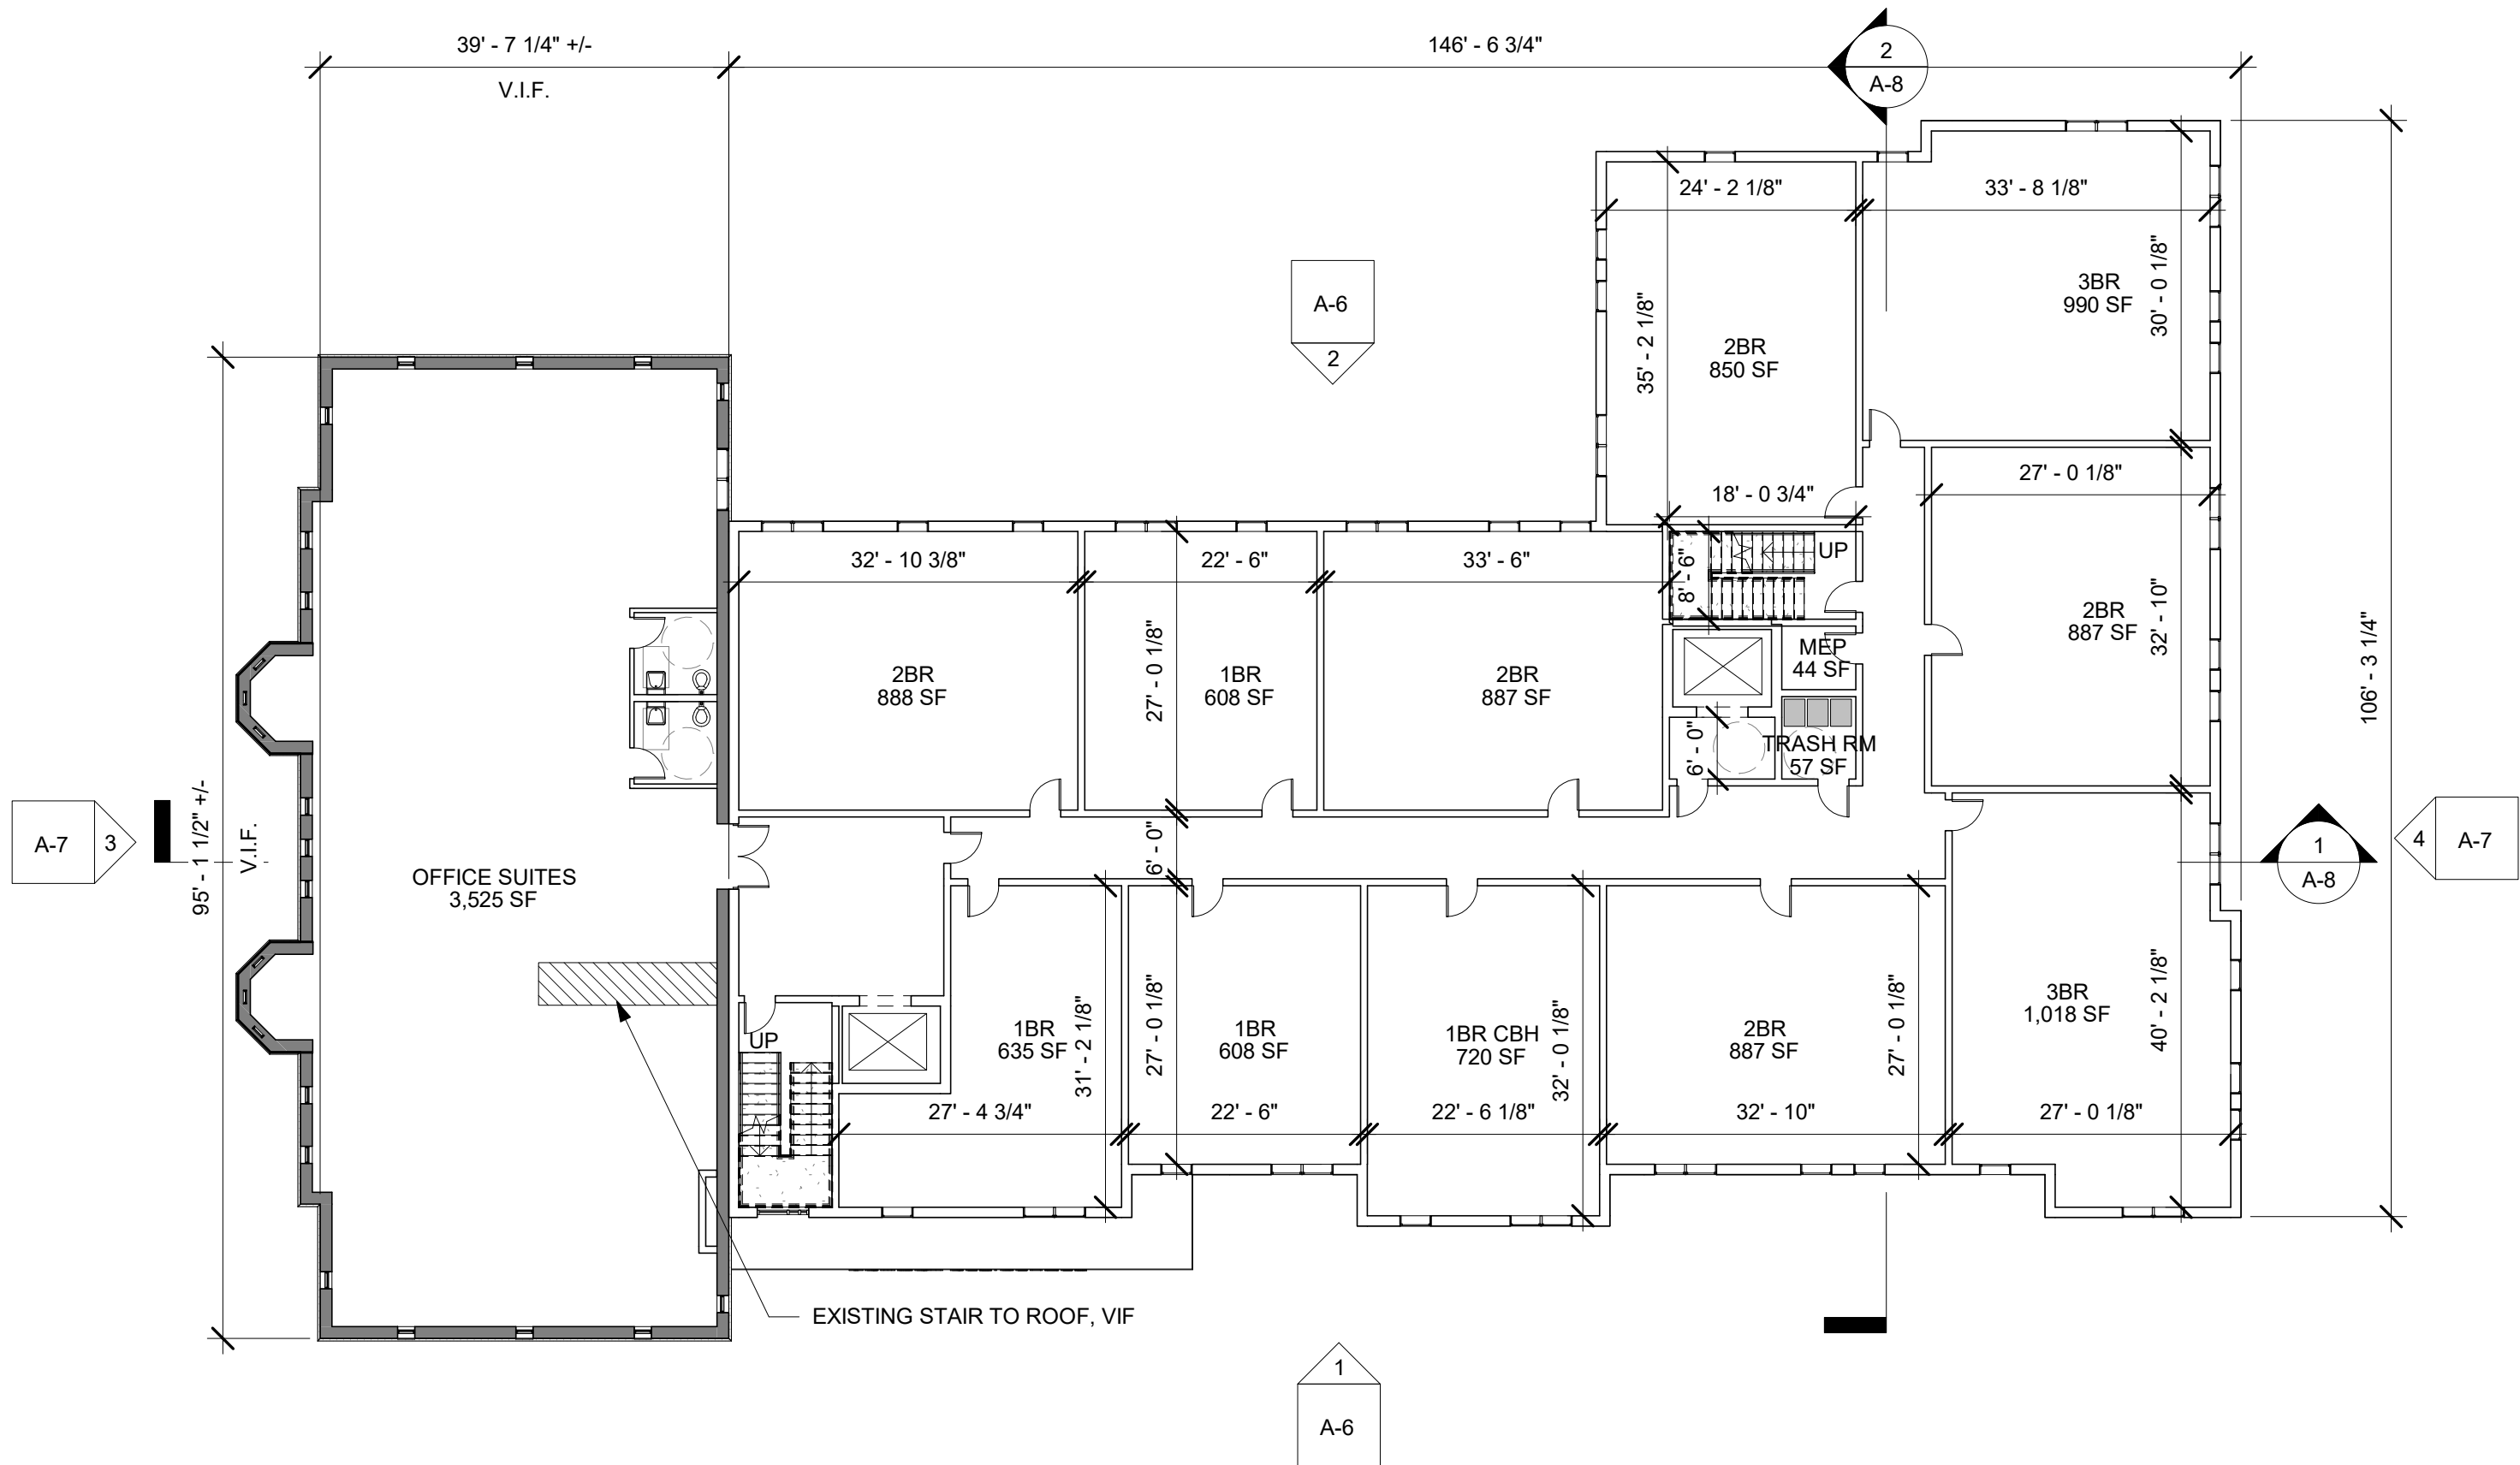 39' - 7 1/4" +/-
V.I.F.
146' - 6 3/4"
2
A-8
24' - 2 1/8"
33' - 8 1/8"
35' - 2 1/8"
30' - 0 1/8"
3BR
990 SF
A-6
2
2BR
850 SF
27' - 0 1/8"
18' - 0 3/4"
32' - 10 3/8"
22' - 6"
33' - 6"
8' - 6"
UP
27' - 0 1/8"
2BR
888 SF
1BR
608 SF
2BR
887 SF
MEP
44 SF
2BR
887 SF
32' - 10"
106' - 3 1/4"
6' - 0"
TRASH RM
57 SF
95' - 1 1/2" +/-
V.I.F.
A-7
3
6' - 0"
1
A-8
4
A-7
OFFICE SUITES
3,525 SF
UP
1BR
635 SF
31' - 2 1/8"
27' - 0 1/8"
1BR
608 SF
1BR CBH
720 SF
32' - 0 1/8"
2BR
887 SF
27' - 0 1/8"
3BR
1,018 SF
40' - 2 1/8"
27' - 4 3/4"
22' - 6"
22' - 6 1/8"
32' - 10"
27' - 0 1/8"
EXISTING STAIR TO ROOF, VIF
1
A-6